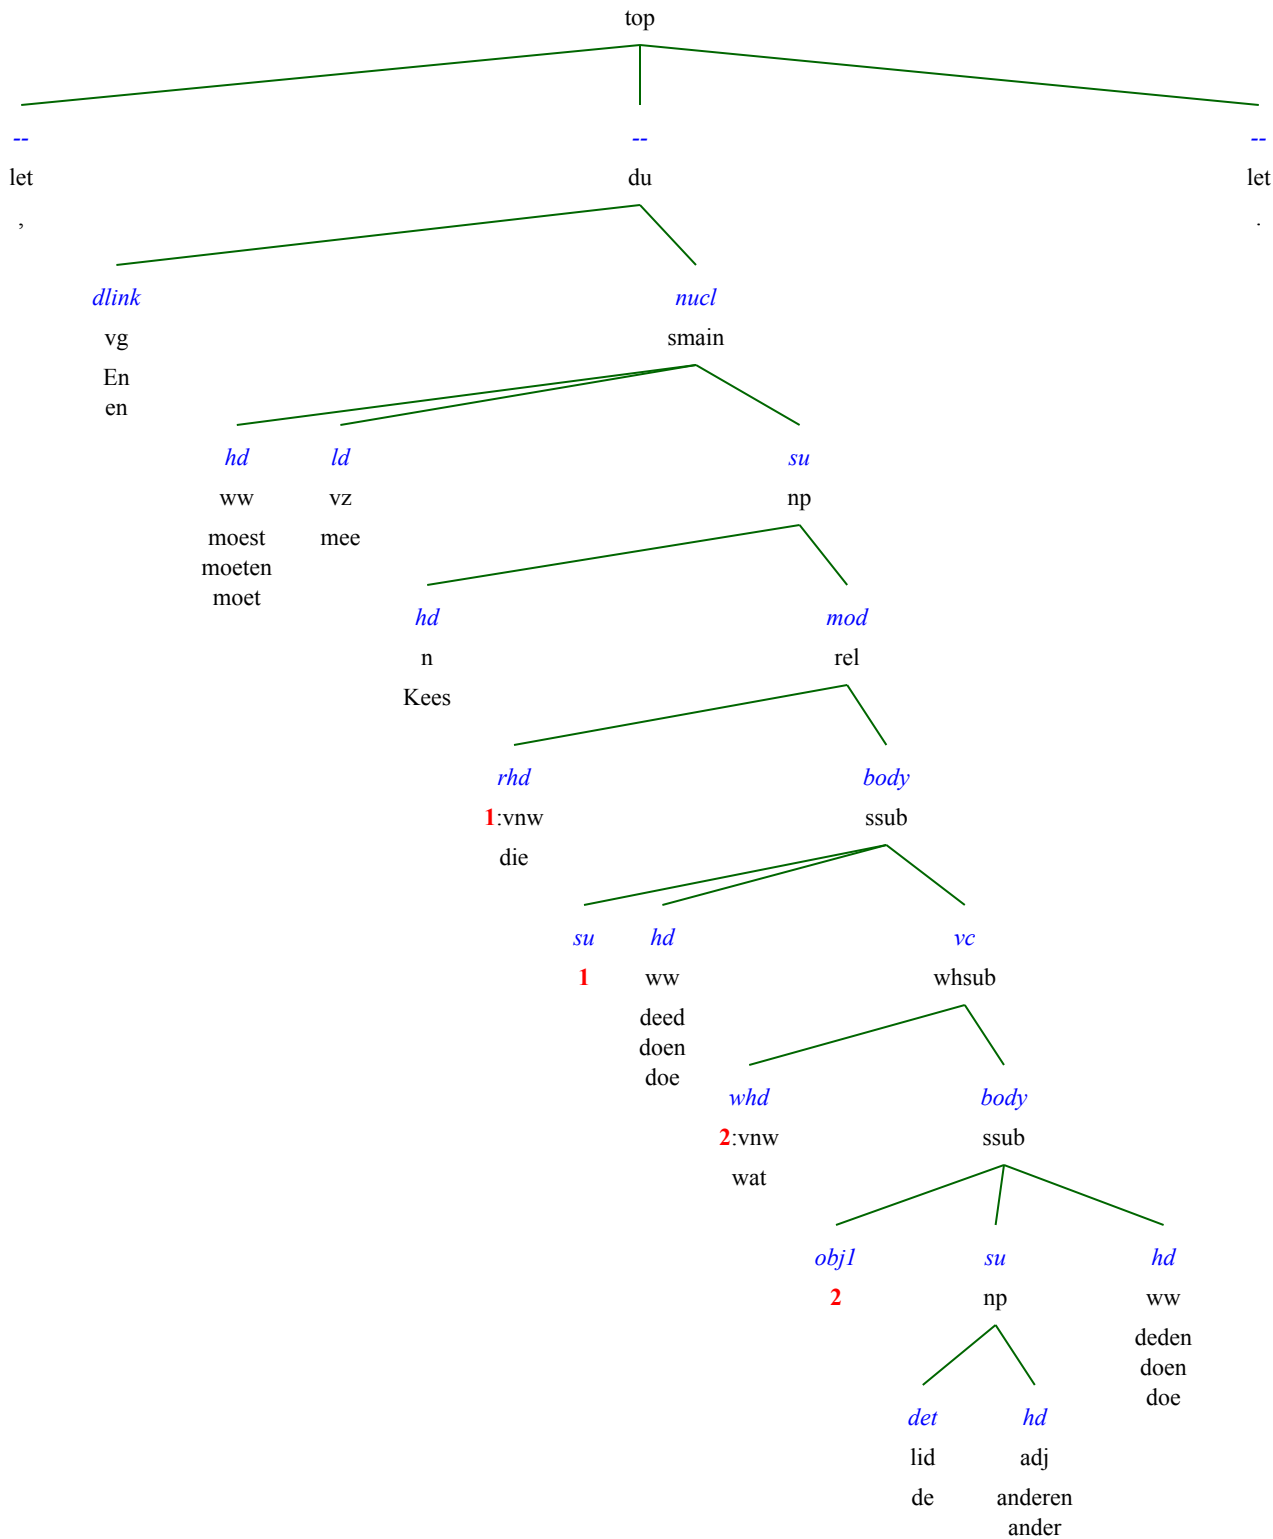 top
-- -- --
let du let
, .
dlink nucl
vg smain
En
en
hd ld su
ww vz np
moest mee
moeten
moet
hd mod
n rel
Kees
rhd body
1:vnw ssub
die
su hd vc
1 ww whsub
deed
doen
doe
whd body
2:vnw ssub
wat
obj1 su hd
2 np ww
deden
doen
doe
det hd
lid adj
de anderen
ander